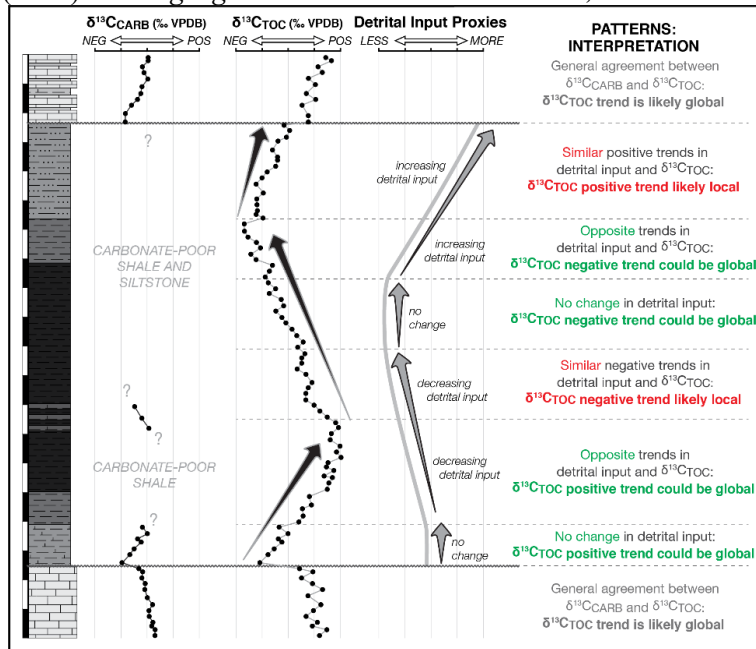 δ¹³CCARB (‰ VPDB)
NEG POS
δ¹³CTOC (‰ VPDB)
NEG POS
Detrital Input Proxies
LESS MORE
PATTERNS:
INTERPRETATION
General agreement between
δ¹³CCARB and δ¹³CTOC:
δ¹³CTOC trend is likely global
?
increasing
detrital input
Similar positive trends in
detrital input and δ¹³CTOC:
δ¹³CTOC positive trend likely local
CARBONATE-POOR
SHALE AND
SILTSTONE
increasing
detrital input
Opposite trends in
detrital input and δ¹³CTOC:
δ¹³CTOC negative trend could be global
no
change
No change in detrital input:
δ¹³CTOC negative trend could be global
?
?
decreasing
detrital input
Similar negative trends in
detrital input and δ¹³CTOC:
δ¹³CTOC negative trend likely local
CARBONATE-POOR
SHALE
decreasing
detrital input
Opposite trends in
detrital input and δ¹³CTOC:
δ¹³CTOC positive trend could be global
?
no
change
No change in detrital input:
δ¹³CTOC positive trend could be global
General agreement between
δ¹³CCARB and δ¹³CTOC:
δ¹³CTOC trend is likely global